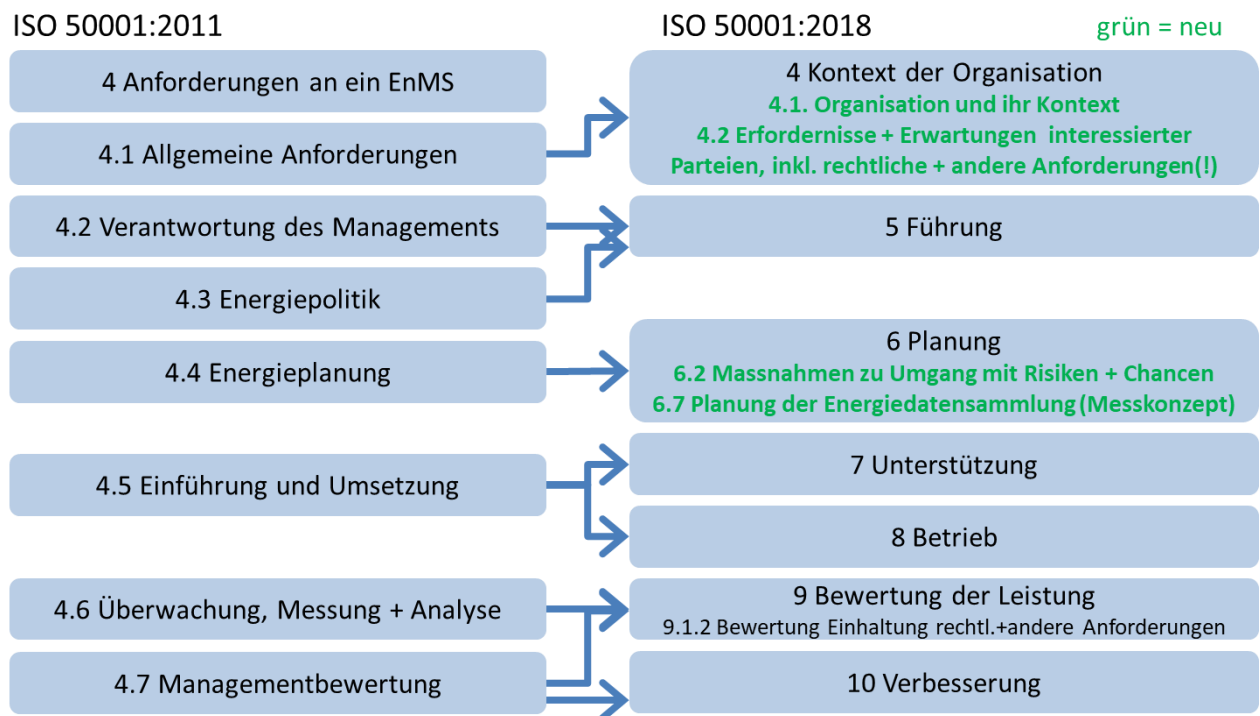 ISO 50001:2011
ISO 50001:2018
grün = neu
4 Anforderungen an ein EnMS
4.1 Allgemeine Anforderungen
4.2 Verantwortung des Managements
4.3 Energiepolitik
4.4 Energieplanung
4.5 Einführung und Umsetzung
4.6 Überwachung, Messung + Analyse
4.7 Managementbewertung
4 Kontext der Organisation
4.1. Organisation und ihr Kontext
4.2 Erfordernisse + Erwartungen interessierter
Parteien, inkl. rechtliche + andere Anforderungen(!)
5 Führung
6 Planung
6.2 Massnahmen zu Umgang mit Risiken + Chancen
6.7 Planung der Energiedatensammlung (Messkonzept)
7 Unterstützung
8 Betrieb
9 Bewertung der Leistung
9.1.2 Bewertung Einhaltung rechtl.+andere Anforderungen
10 Verbesserung